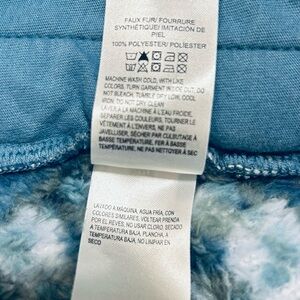 FAUX FUR/ FOURRURE
SYNTHÉTIQUE/ IMITACIÓN DE
PIEL
100% POLYESTER/ POLIÉSTER
MACHINE WASH COLD, WITH LIKE
COLORS, TURN GARMENT INSIDE OUT, DO
NOT BLEACH, TUMBLE DRY LOW, COOL
IRON, DO NOT DRY CLEAN
LAVER À LA MACHINE À L'EAU FROIDE,
SÉPARER LES COULEURS, TOURNER LE
VÊTEMENT À L'ENVERS, NE PAS
JAVELLISER, SÉCHER PAR CULBUTAGE À
BASSE TEMPÉRATURE, FER À BASSE
TEMPÉRATURE, NE PAS NETTOYER À SEC
LAVADO A MÁQUINA, AGUA FRÍA, CON
COLORES SIMILARES, VOLTEAR PRENDA
POR EL REVÉS, NO USAR CLORO, SECADO
A TEMPERATURA BAJA, PLANCHA, A
TEMPERATURA BAJA, NO LIMPIAR EN
SECO